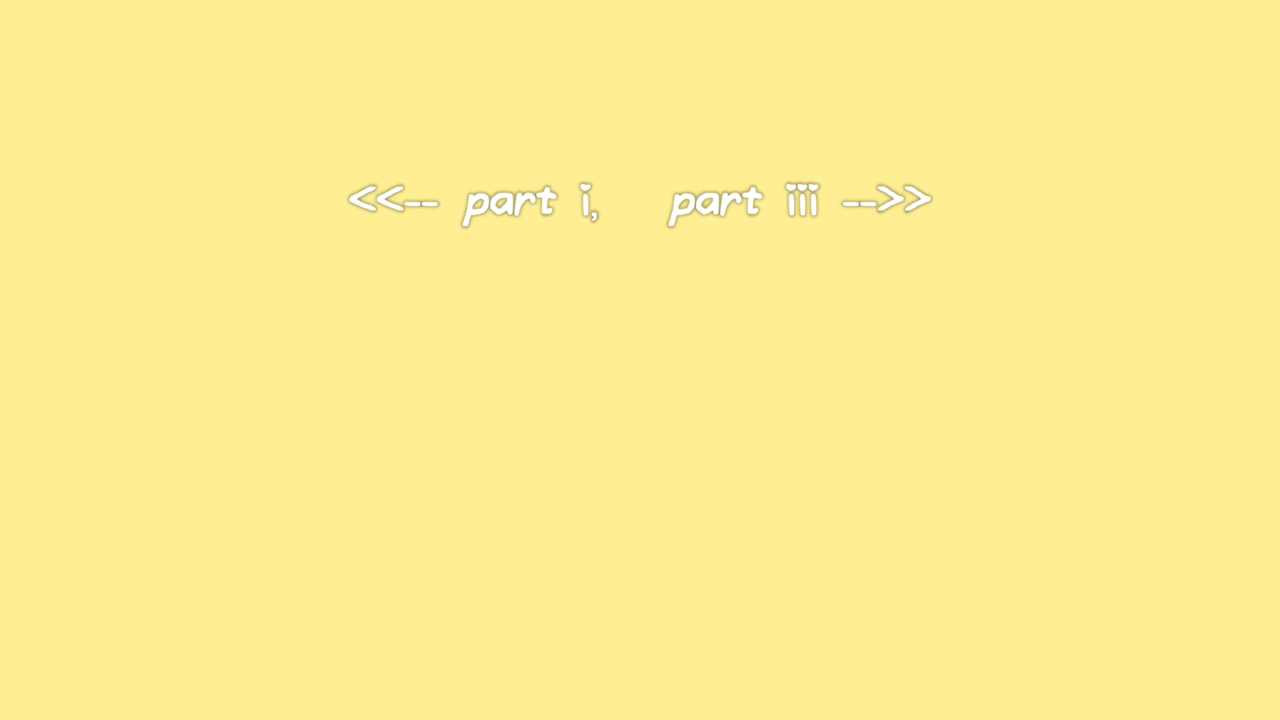 <<-- part i, part iii -->>